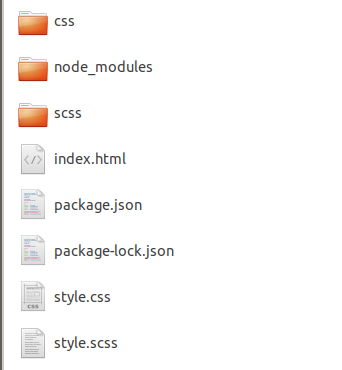 css
node_modules
scss
index.html
package.json
package-lock.json
style.css
style.scss